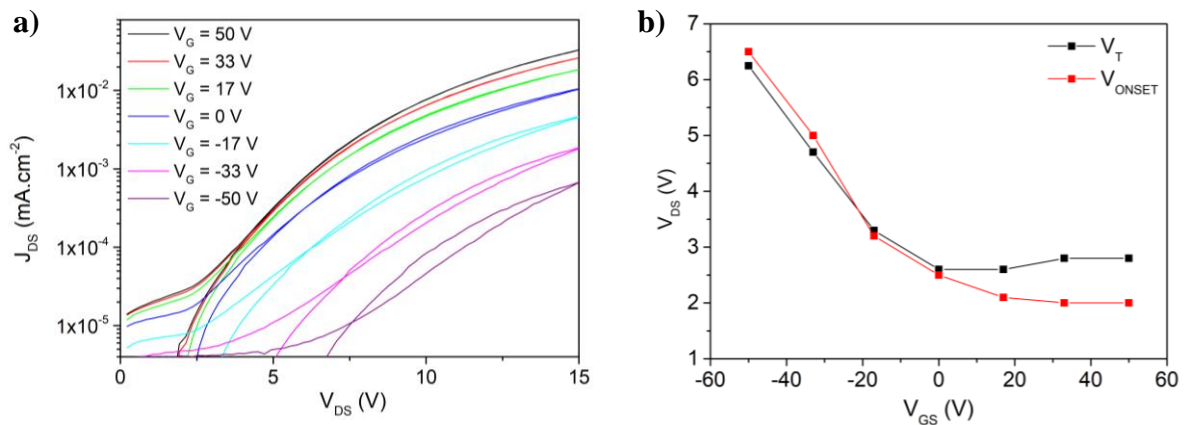 a)
V_G = 50 V
V_G = 33 V
V_G = 17 V
V_G = 0 V
V_G = -17 V
V_G = -33 V
V_G = -50 V
1x10⁻²
1x10⁻³
1x10⁻⁴
1x10⁻⁵
J_DS (mA.cm⁻²)
0 5 10 15
V_DS (V)
b)
V_T
V_ONSET
7
6
5
4
3
2
1
V_DS (V)
-60 -40 -20 0 20 40 60
V_GS (V)